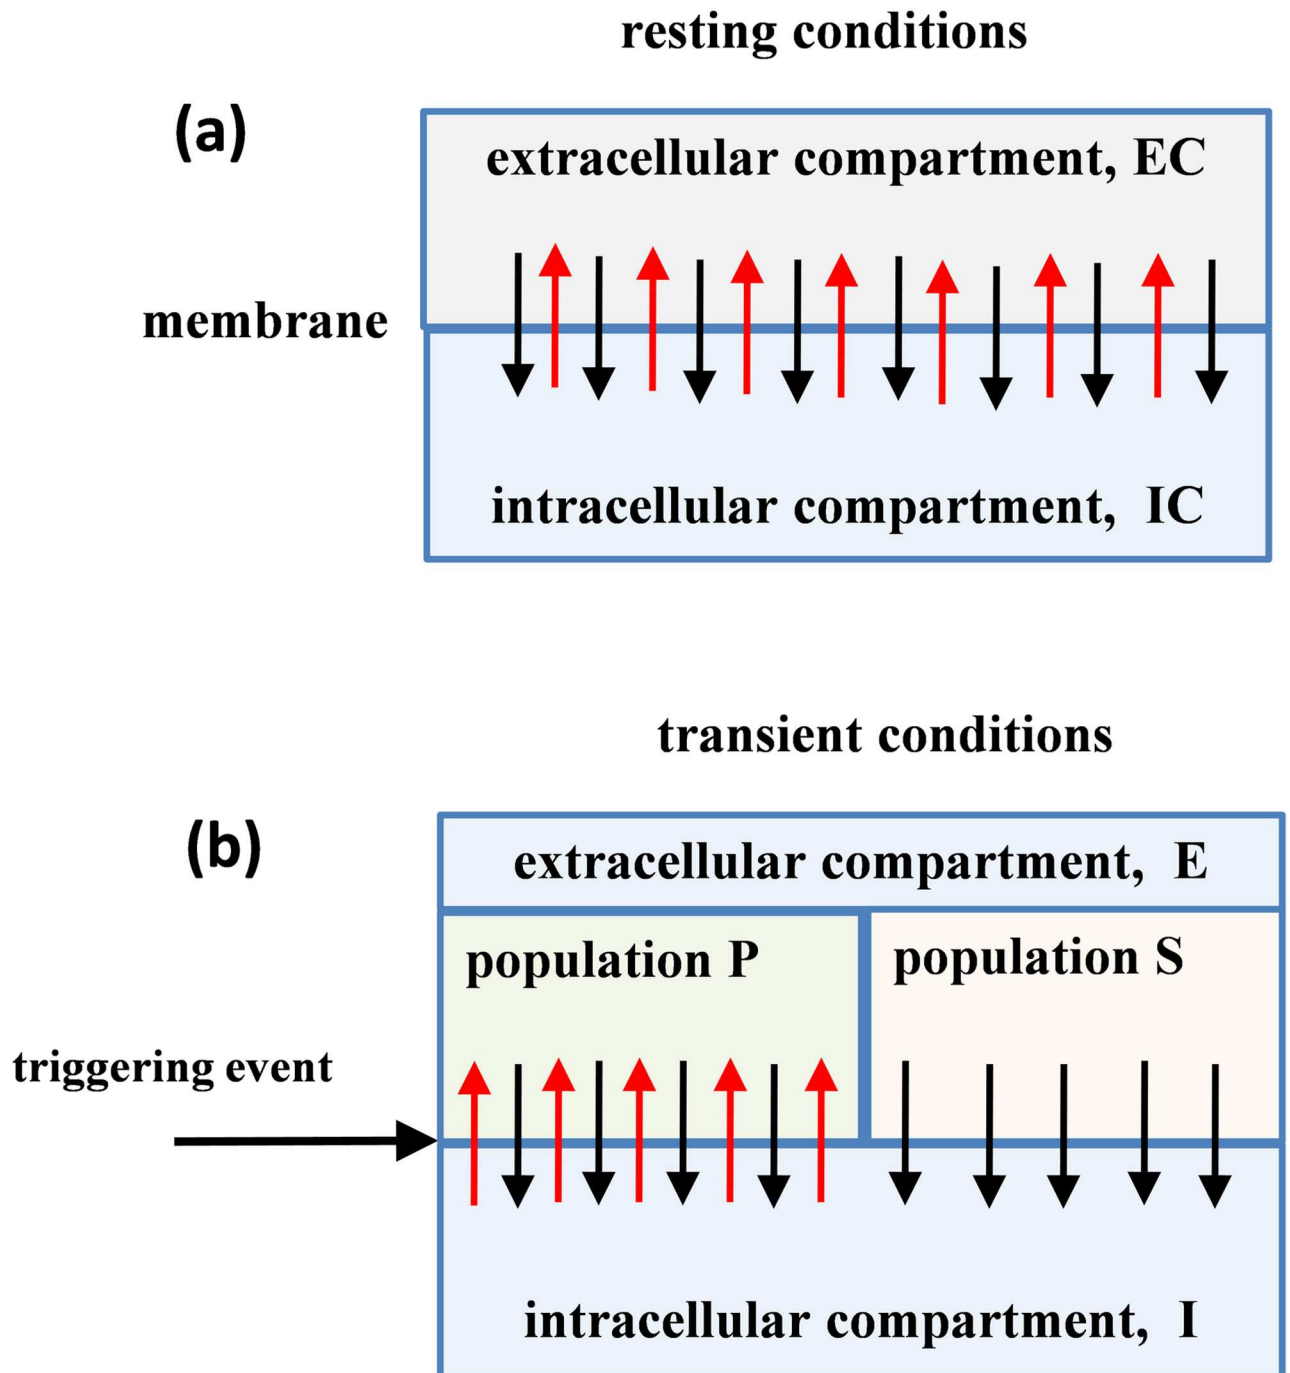 resting conditions
(a)
extracellular compartment, EC
membrane
intracellular compartment, IC
transient conditions
(b)
extracellular compartment, E
population P
population S
triggering event
intracellular compartment, I